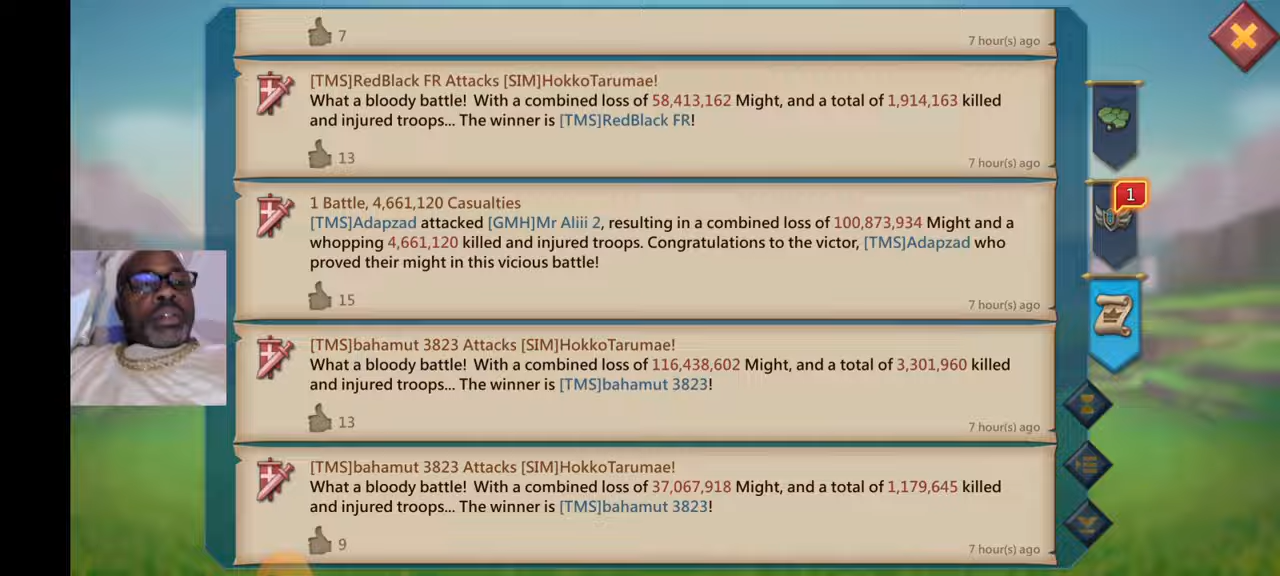 7
7 hour(s) ago
[TMS]RedBlack FR Attacks [SIM]HokkoTarumae!
What a bloody battle! With a combined loss of 58,413,162 Might, and a total of 1,914,163 killed
and injured troops... The winner is [TMS]RedBlack FR!
13
7 hour(s) ago
1 Battle, 4,661,120 Casualties
[TMS]Adapzad attacked [GMH]Mr Aliii 2, resulting in a combined loss of 100,873,934 Might and a
whopping 4,661,120 killed and injured troops. Congratulations to the victor, [TMS]Adapzad who
proved their might in this vicious battle!
15
7 hour(s) ago
[TMS]bahamut 3823 Attacks [SIM]HokkoTarumae!
What a bloody battle! With a combined loss of 116,438,602 Might, and a total of 3,301,960 killed
and injured troops... The winner is [TMS]bahamut 3823!
13
7 hour(s) ago
[TMS]bahamut 3823 Attacks [SIM]HokkoTarumae!
What a bloody battle! With a combined loss of 37,067,918 Might, and a total of 1,179,645 killed
and injured troops... The winner is [TMS]bahamut 3823!
9
7 hour(s) ago
1